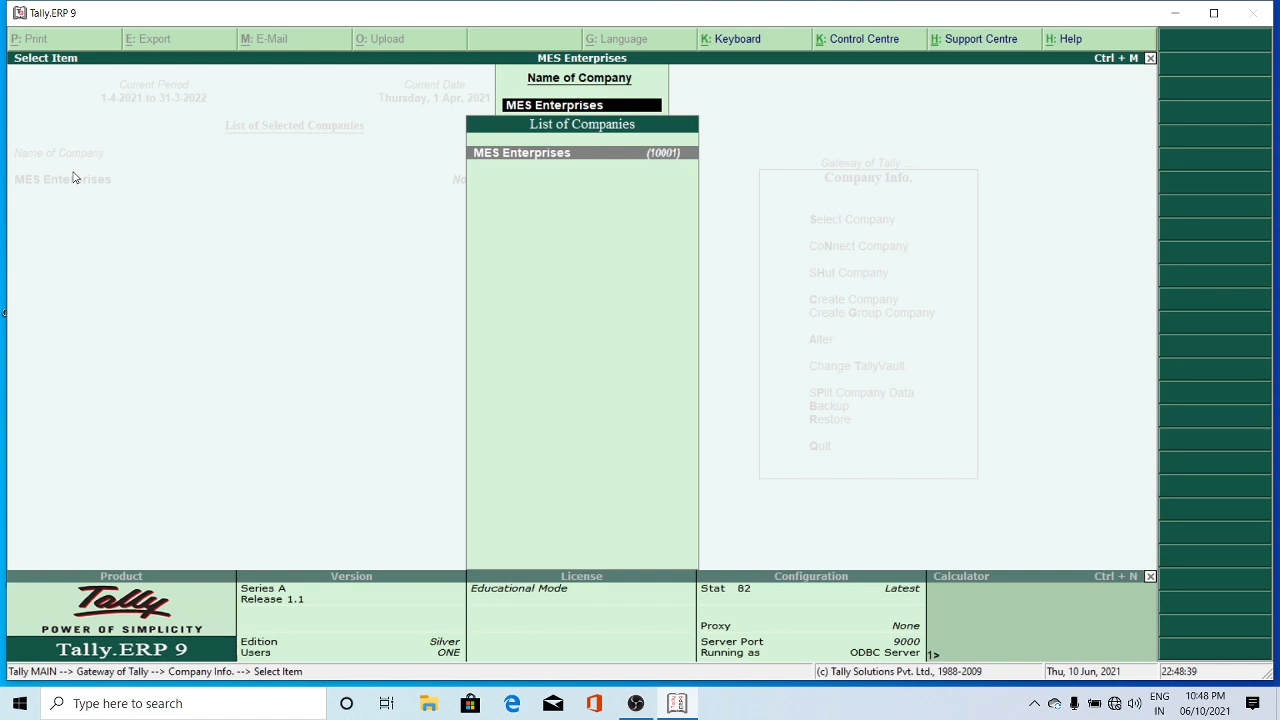 Tally.ERP 9
P: Print
E: Export
M: E-Mail
O: Upload
G: Language
K: Keyboard
K: Control Centre
H: Support Centre
H: Help
Select Item
MES Enterprises
Ctrl + M
Current Period
1-4-2021 to 31-3-2022
Current Date
Thursday, 1 Apr, 2021
Name of Company
MES Enterprises
List of Selected Companies
Name of Company
MES Enterprises
No
List of Companies
MES Enterprises (10001)
Gateway of Tally ....
Company Info.
Select Company
CoNnect Company
SHut Company
Create Company
Create Group Company
Alter
Change TallyVault
SPlit Company Data
Backup
Restore
Quit
Product
Tally
POWER OF SIMPLICITY
Tally.ERP 9
Version
Series A
Release 1.1
Edition Silver
Users ONE
License
Educational Mode
Configuration
Stat 82 Latest
Proxy None
Server Port 9000
Running as ODBC Server
Calculator Ctrl + N
1>
Tally MAIN --> Gateway of Tally --> Company Info. --> Select Item
(c) Tally Solutions Pvt. Ltd., 1988-2009
Thu, 10 Jun, 2021
22:48:39
Type here to search
ENG
IN
10:48 PM
06/10/2021